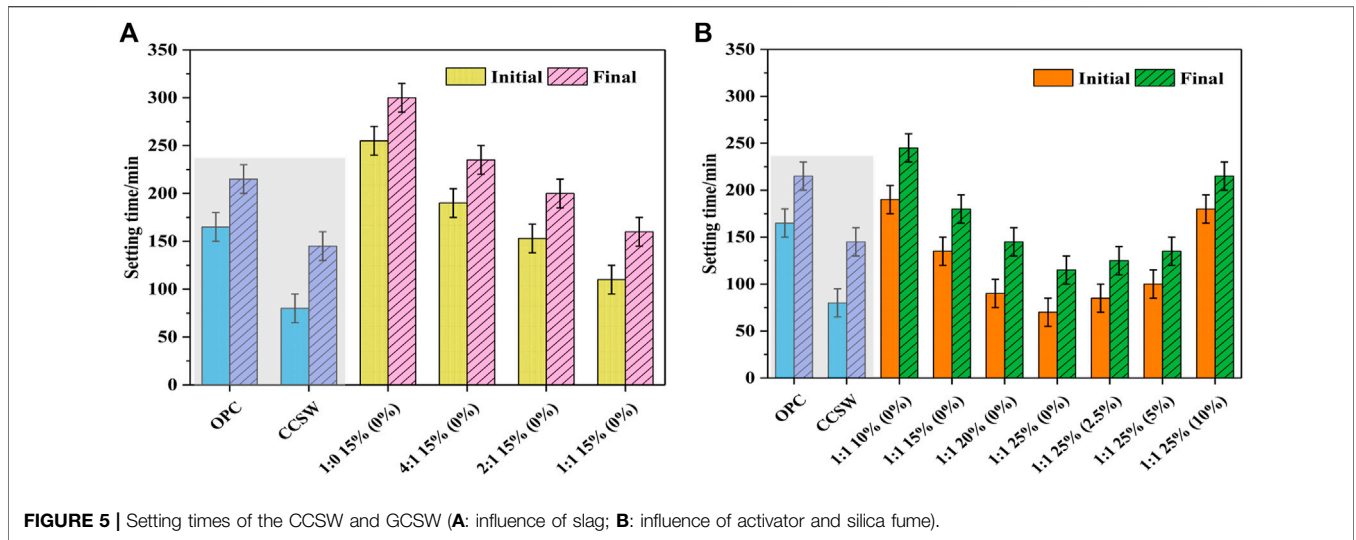 A
B
350
300
250
200
150
100
50
0
Setting time/min
Initial
Final
OPC
CCSW
1:0 15% (0%)
4:1 15% (0%)
2:1 15% (0%)
1:1 15% (0%)
350
300
250
200
150
100
50
0
Setting time/min
Initial
Final
OPC
CCSW
1:1 10% (0%)
1:1 15% (0%)
1:1 20% (0%)
1:1 25% (0%)
1:1 25% (2.5%)
1:1 25% (5%)
1:1 25% (10%)
FIGURE 5 | Setting times of the CCSW and GCSW (A: influence of slag; B: influence of activator and silica fume).